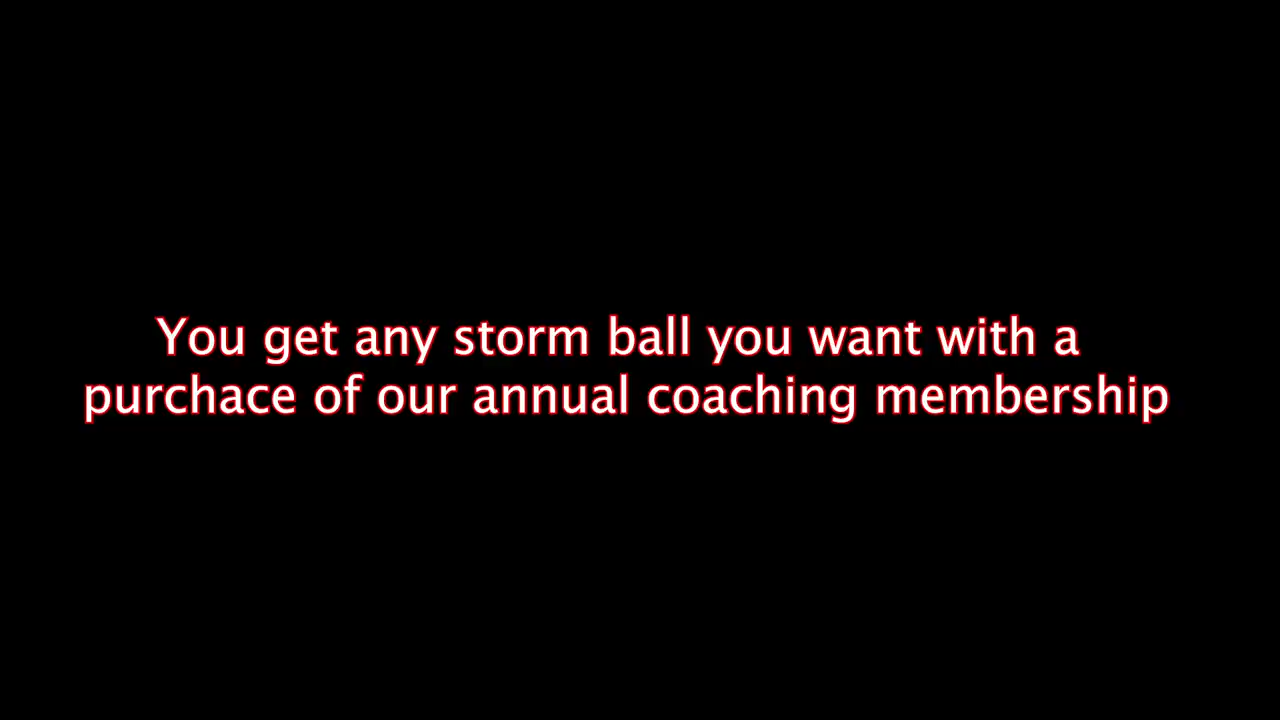 You get any storm ball you want with a
purchace of our annual coaching membership